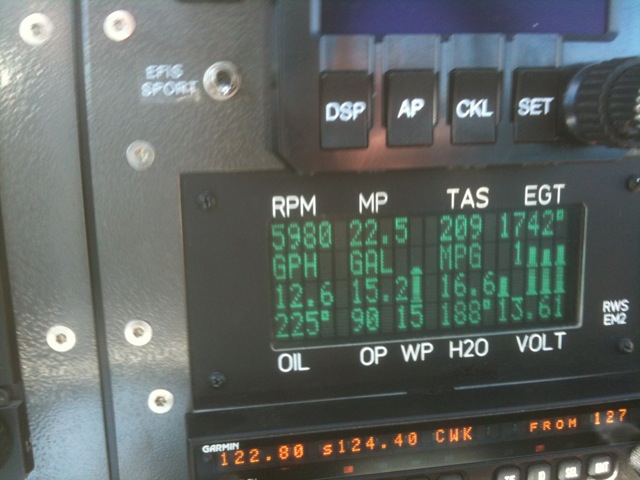 EFIS
SPORT
DSP AP CKL SET
RPM MP TAS EGT
5980 22.5 209 1742°
GPH GAL MPG 1
12.6 15.2 16.6
225° 90 15 188° 13.61
OIL OP WP H2O VOLT
RWS
EM2
GARMIN
122.80 s124.40 CWK FROM 127